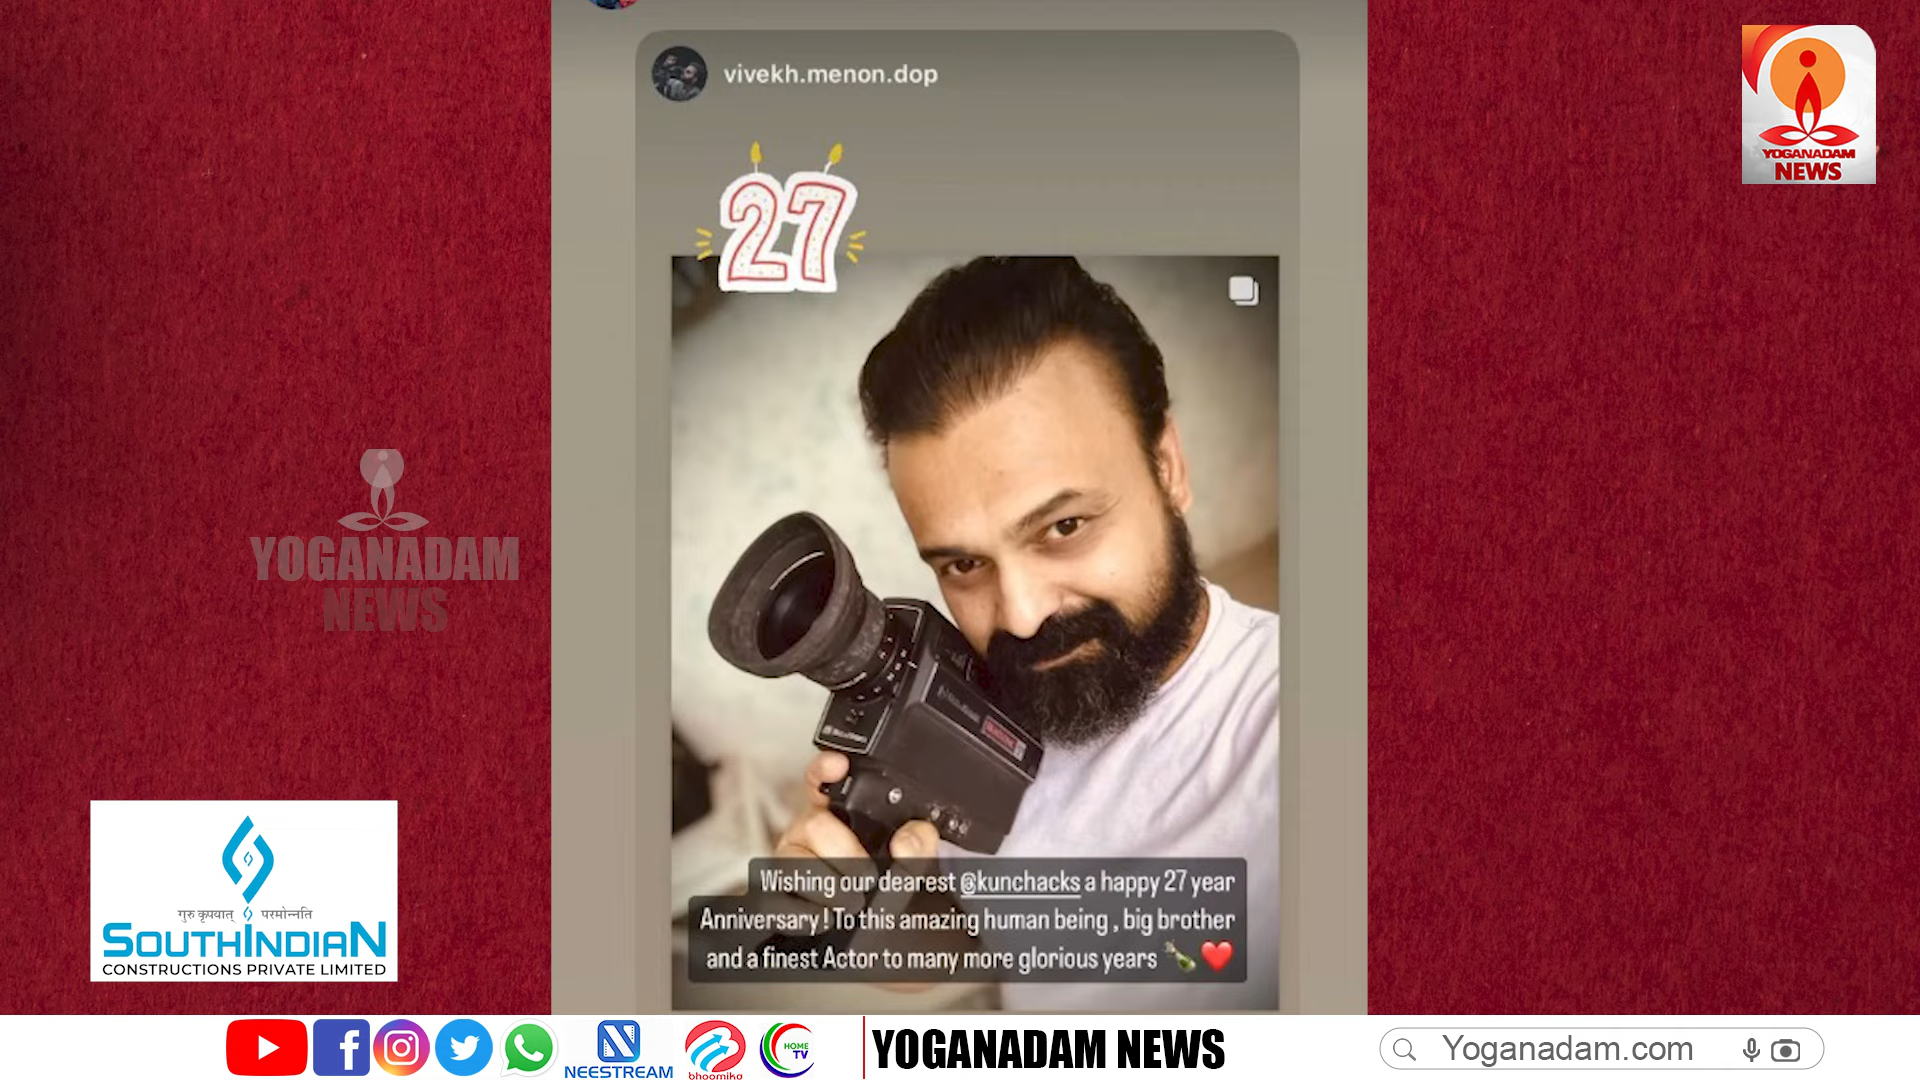 vivekh.menon.dop
27
YOGANADAM
NEWS
YOGANADAM
NEWS
Wishing our dearest @kunchacks a happy 27 year
Anniversary ! To this amazing human being , big brother
and a finest Actor to many more glorious years
गुरु कृपयात् परमोन्नति
SOUTHINDIAN
CONSTRUCTIONS PRIVATE LIMITED
NEESTREAM
bhoomika
HOME
TV
YOGANADAM NEWS
Yoganadam.com